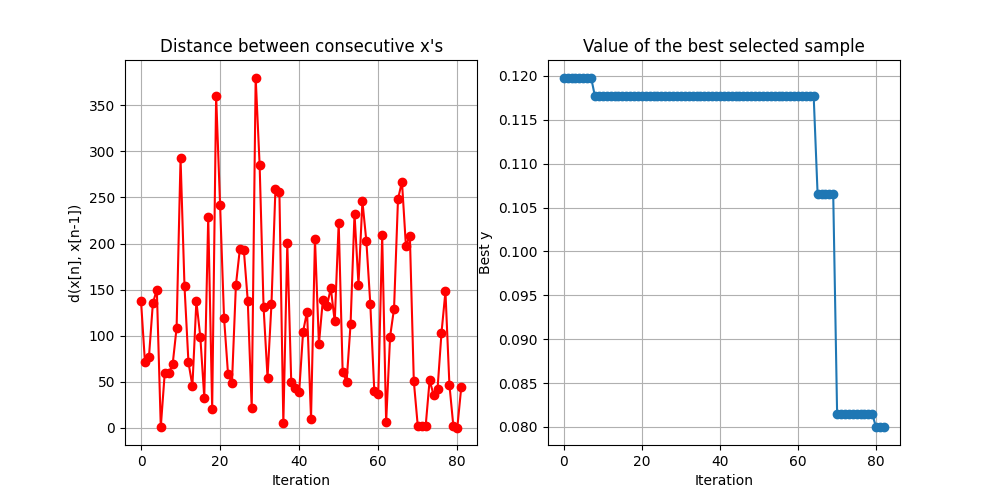 Distance between consecutive x's
d(x[n], x[n-1])
350
300
250
200
150
100
50
0
0 20 40 60 80
Iteration
Value of the best selected sample
Best y
0.120
0.115
0.110
0.105
0.100
0.095
0.090
0.085
0.080
0 20 40 60 80
Iteration